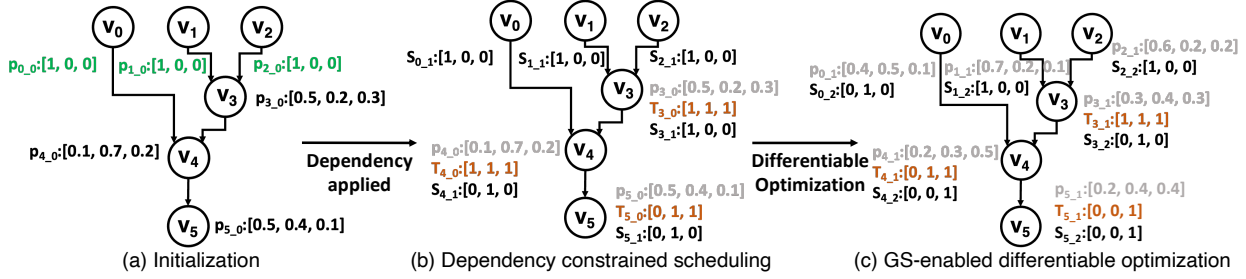 v0
v1
v2
p0_0:[1, 0, 0]
p1_0:[1, 0, 0]
p2_0:[1, 0, 0]
v3
p3_0:[0.5, 0.2, 0.3]
p4_0:[0.1, 0.7, 0.2]
v4
v5
p5_0:[0.5, 0.4, 0.1]
(a) Initialization
Dependency
applied
v0
v1
v2
S0_1:[1, 0, 0]
S1_1:[1, 0, 0]
S2_1:[1, 0, 0]
v3
p3_0:[0.5, 0.2, 0.3]
T3_0:[1, 1, 1]
S3_1:[1, 0, 0]
p4_0:[0.1, 0.7, 0.2]
T4_0:[1, 1, 1]
S4_1:[0, 1, 0]
v4
p5_0:[0.5, 0.4, 0.1]
T5_0:[0, 1, 1]
S5_1:[0, 1, 0]
v5
(b) Dependency constrained scheduling
Differentiable
Optimization
v0
v1
v2
p2_1:[0.6, 0.2, 0.2]
S2_2:[1, 0, 0]
p0_1:[0.4, 0.5, 0.1]
S0_2:[0, 1, 0]
p1_1:[0.7, 0.2, 0.1]
S1_2:[1, 0, 0]
v3
p3_1:[0.3, 0.4, 0.3]
T3_1:[1, 1, 1]
S3_2:[0, 1, 0]
p4_1:[0.2, 0.3, 0.5]
T4_1:[0, 1, 1]
S4_2:[0, 0, 1]
v4
p5_1:[0.2, 0.4, 0.4]
T5_1:[0, 0, 1]
S5_2:[0, 0, 1]
v5
(c) GS-enabled differentiable optimization